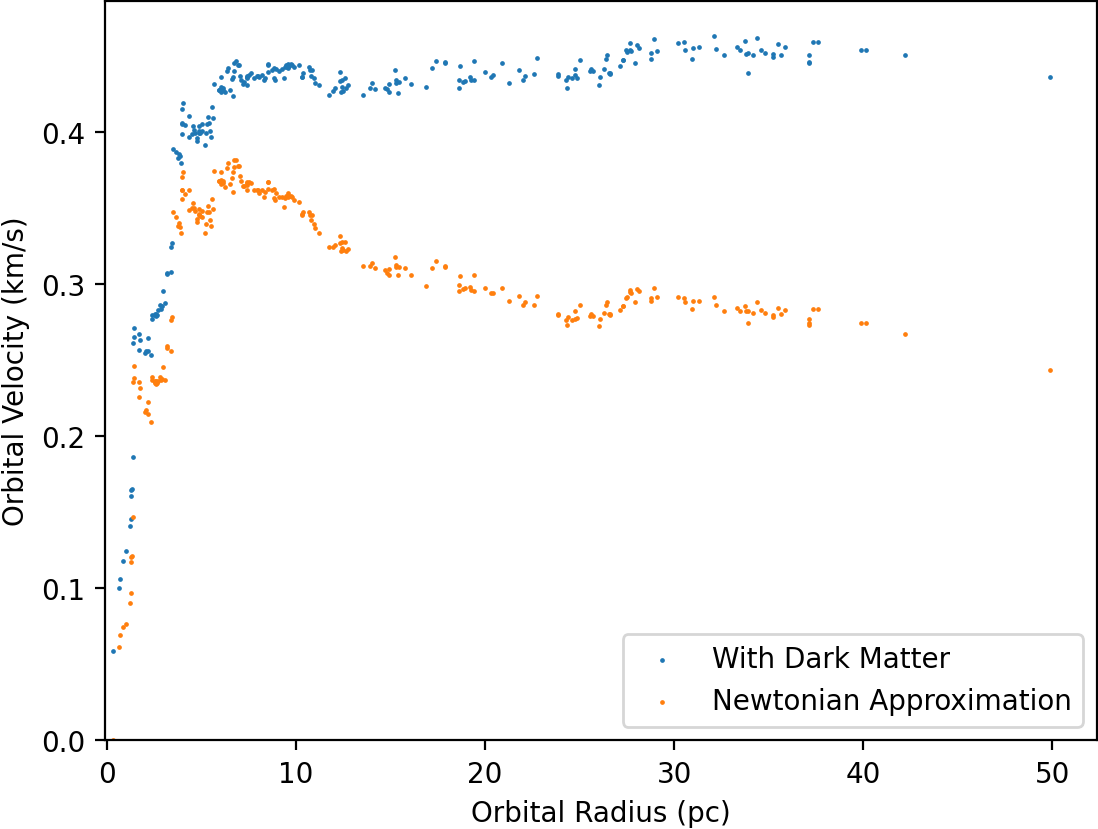 Orbital Velocity (km/s)
0.4
0.3
0.2
0.1
0.0
With Dark Matter
Newtonian Approximation
0 10 20 30 40 50
Orbital Radius (pc)